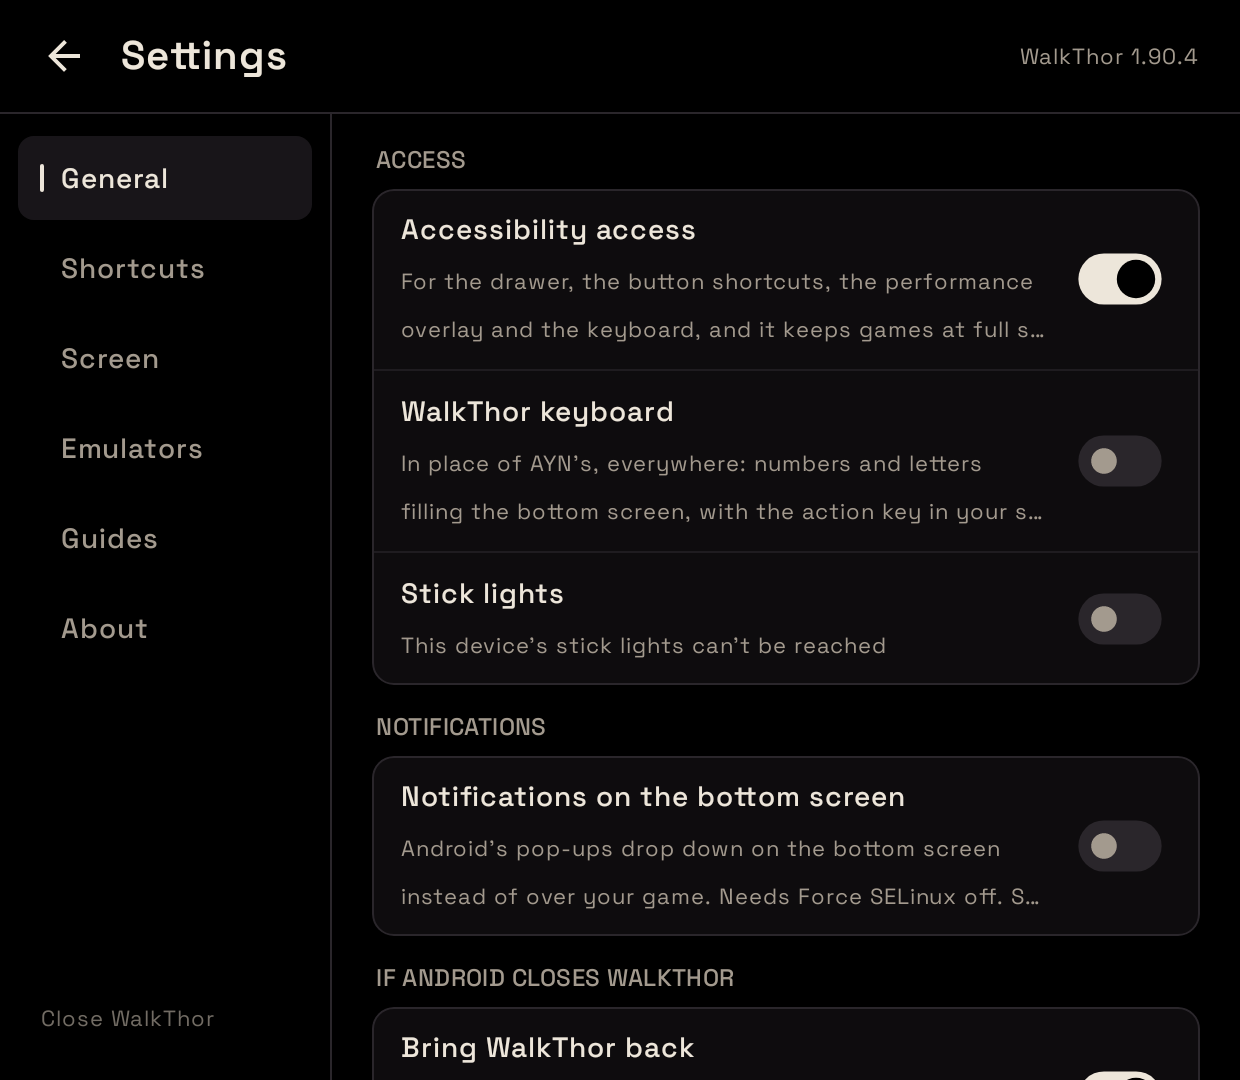 Settings
WalkThor 1.90.4
General
Shortcuts
Screen
Emulators
Guides
About
Close WalkThor
ACCESS
Accessibility access
For the drawer, the button shortcuts, the performance
overlay and the keyboard, and it keeps games at full s…
WalkThor keyboard
In place of AYN’s, everywhere: numbers and letters
filling the bottom screen, with the action key in your s…
Stick lights
This device’s stick lights can’t be reached
NOTIFICATIONS
Notifications on the bottom screen
Android’s pop-ups drop down on the bottom screen
instead of over your game. Needs Force SELinux off. S…
IF ANDROID CLOSES WALKTHOR
Bring WalkThor back